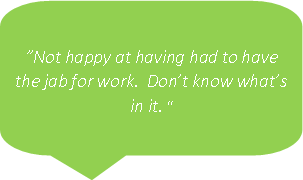 ”Not happy at having had to have
the jab for work.  Don’t know what’s
in it. “